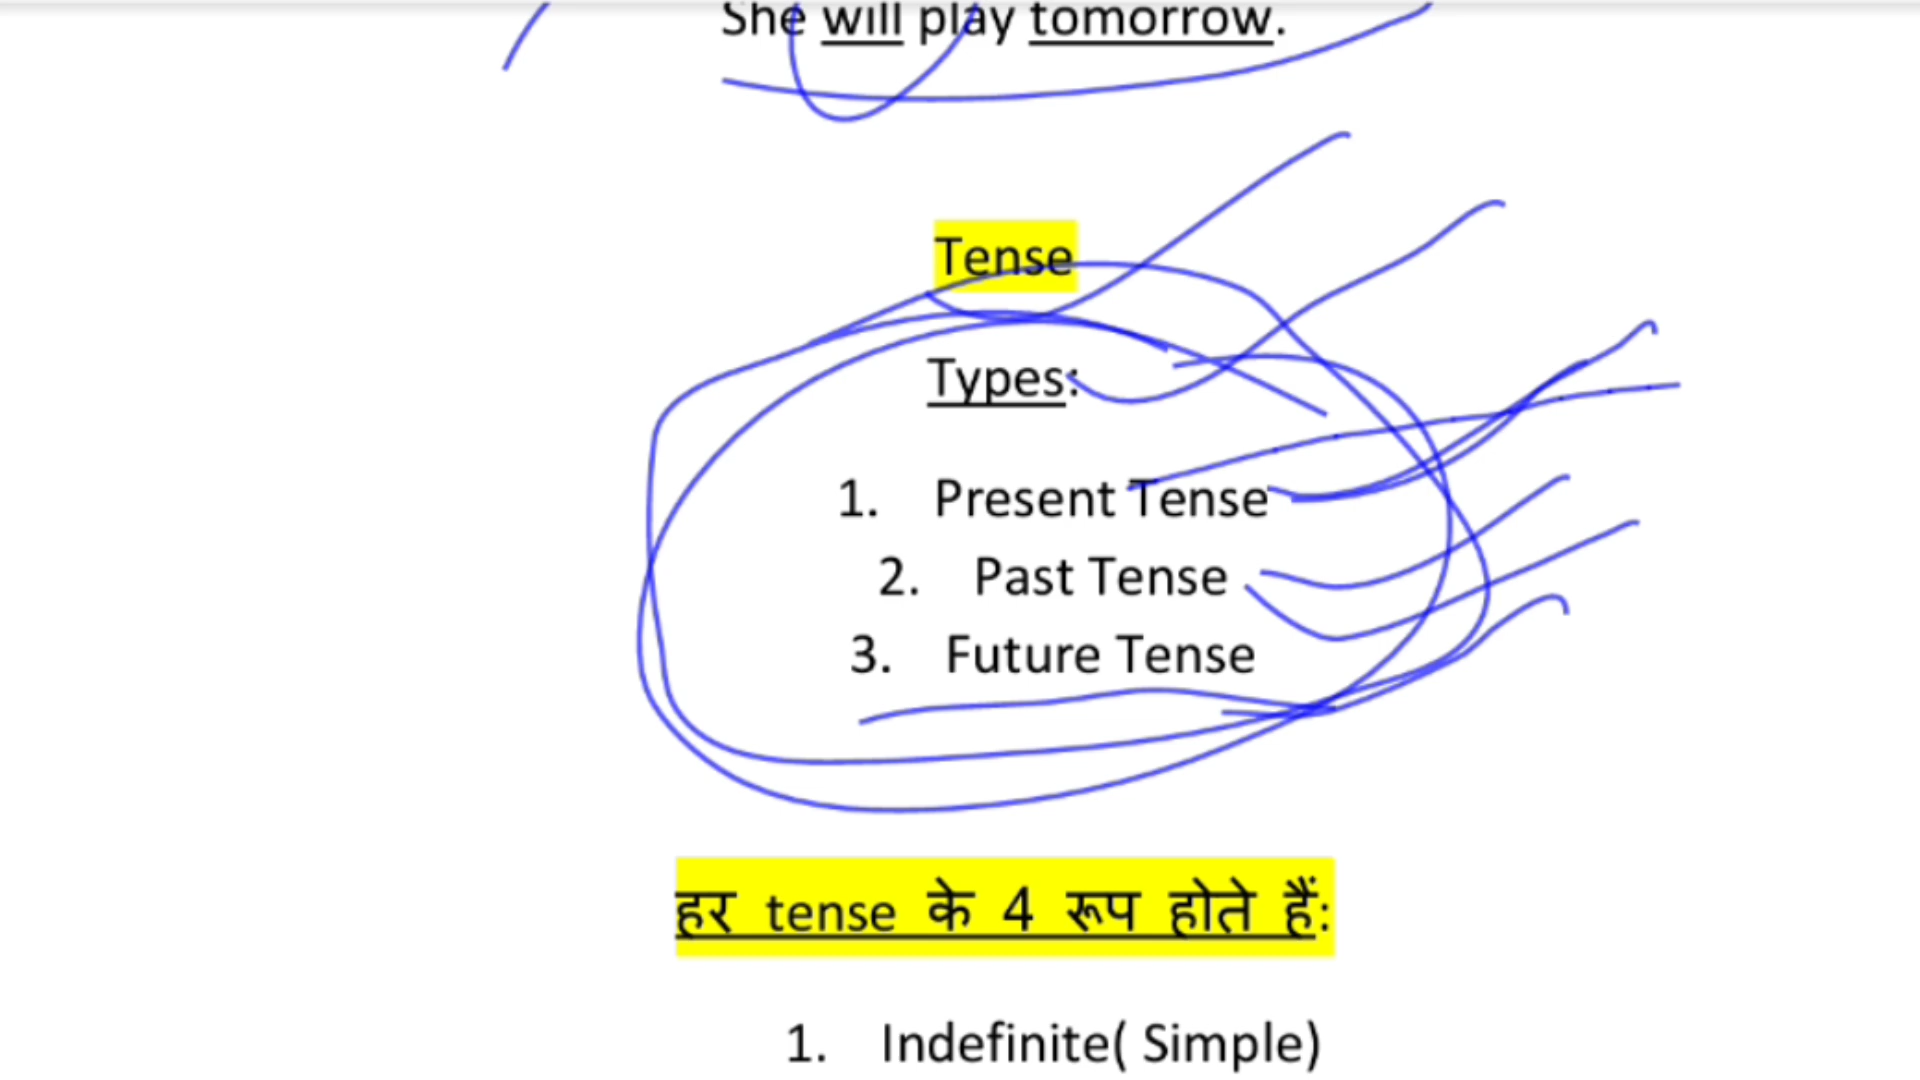 She will play tomorrow.
Tense
Types:
1. Present Tense
2. Past Tense
3. Future Tense
हर tense के 4 रूप होते हैं:
1. Indefinite( Simple)